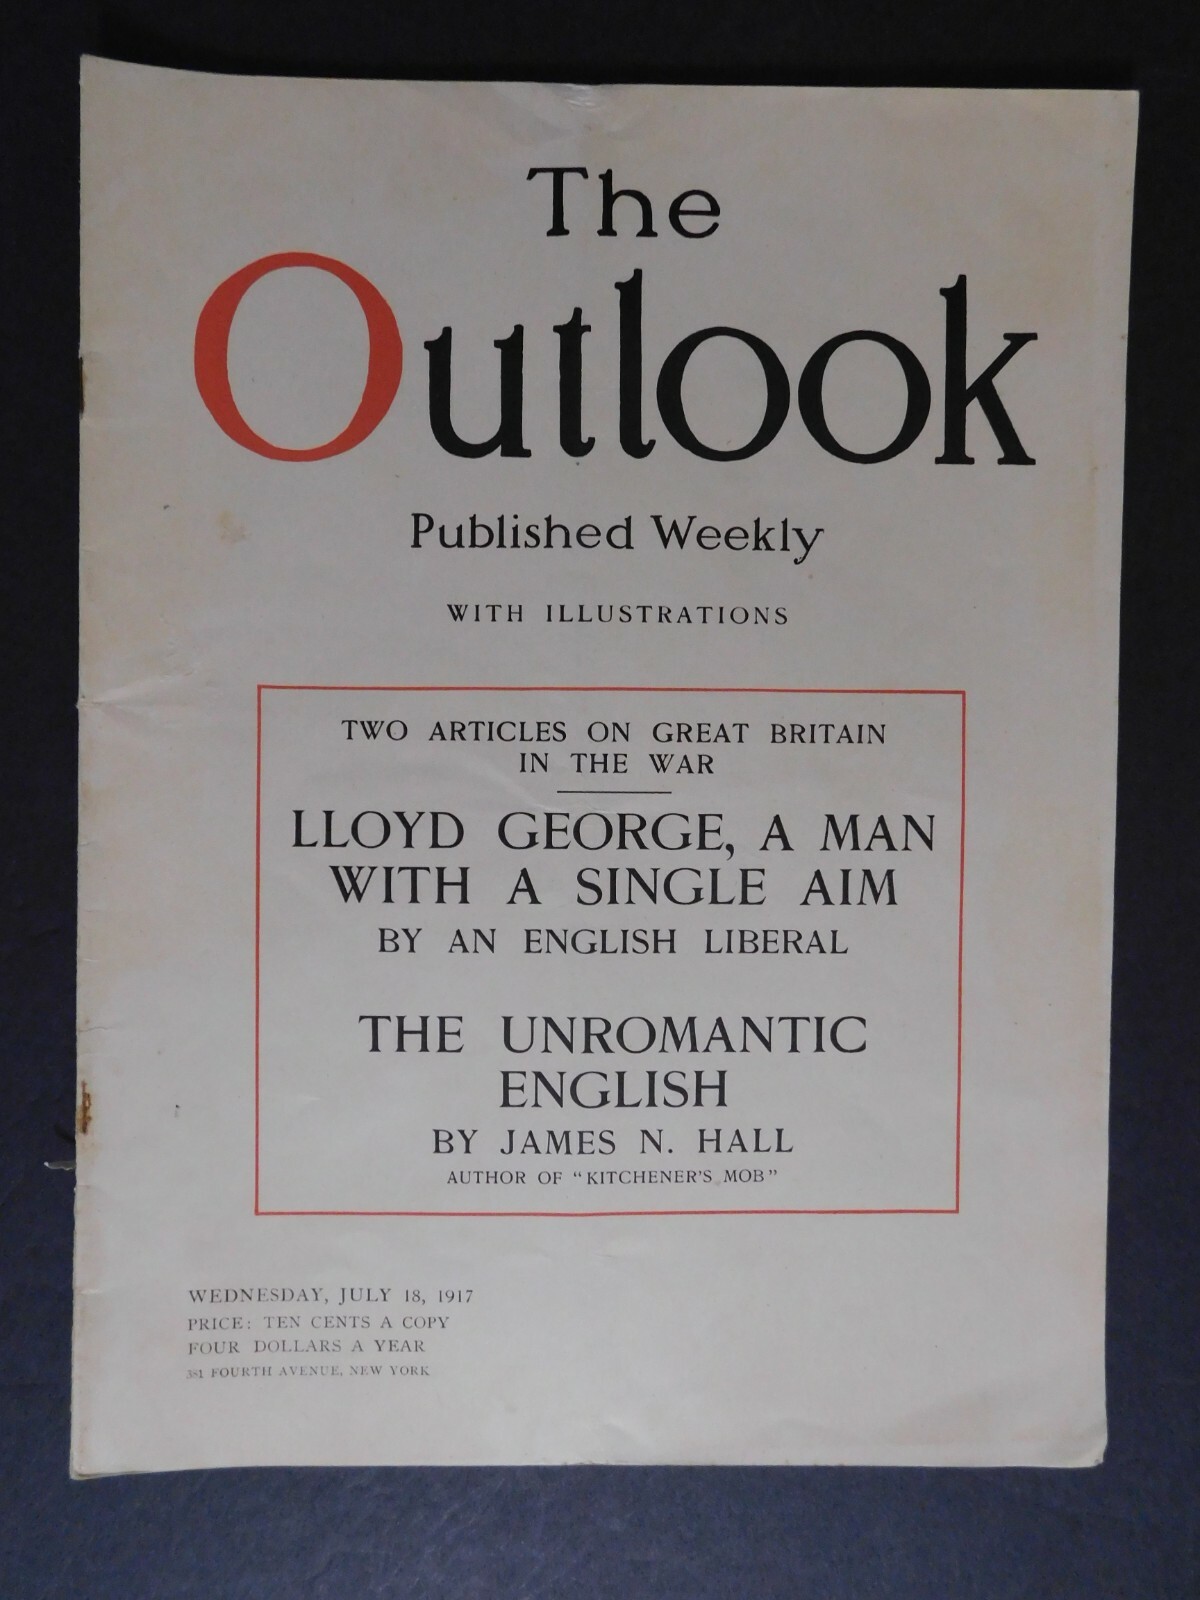 The
Outlook
Published Weekly
WITH ILLUSTRATIONS
TWO ARTICLES ON GREAT BRITAIN
IN THE WAR
LLOYD GEORGE, A MAN
WITH A SINGLE AIM
BY AN ENGLISH LIBERAL
THE UNROMANTIC
ENGLISH
BY JAMES N. HALL
AUTHOR OF "KITCHENER'S MOB"
WEDNESDAY, JULY 18, 1917
PRICE: TEN CENTS A COPY
FOUR DOLLARS A YEAR
381 FOURTH AVENUE, NEW YORK